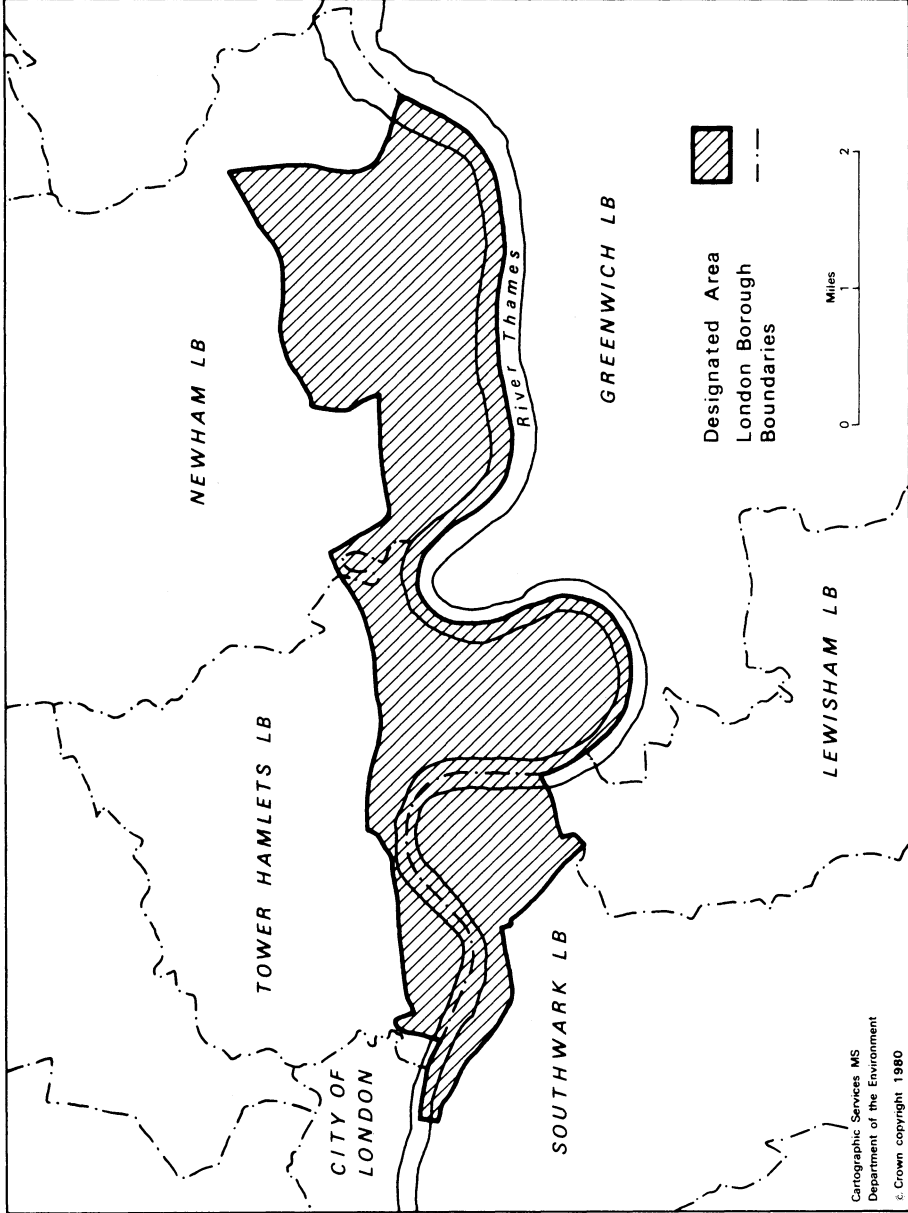 NEWHAM LB
TOWER HAMLETS LB
CITY OF
LONDON
River Thames
GREENWICH LB
SOUTHWARK LB
LEWISHAM LB
Designated Area
London Borough
Boundaries
Miles
0 1 2
Cartographic Services MS
Department of the Environment
© Crown copyright 1980